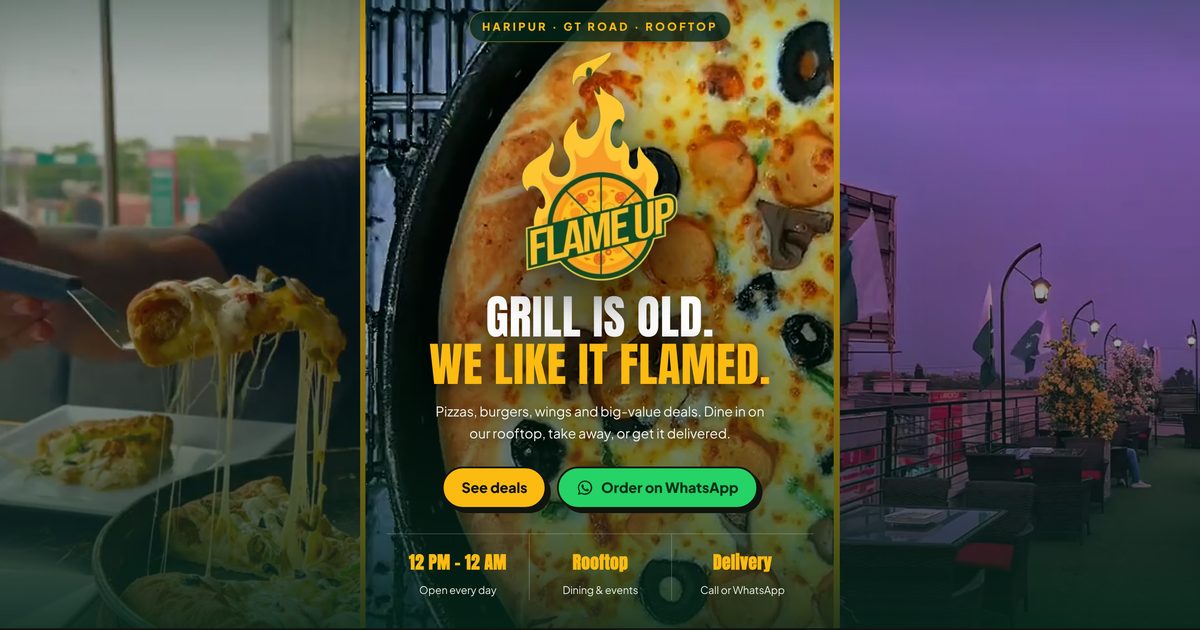 HARIPUR · GT ROAD · ROOFTOP
FLAME UP
GRILL IS OLD.
WE LIKE IT FLAMED.
Pizzas, burgers, wings and big-value deals. Dine in on
our rooftop, take away, or get it delivered.
See deals
Order on WhatsApp
12 PM - 12 AM
Open every day
Rooftop
Dining & events
Delivery
Call or WhatsApp